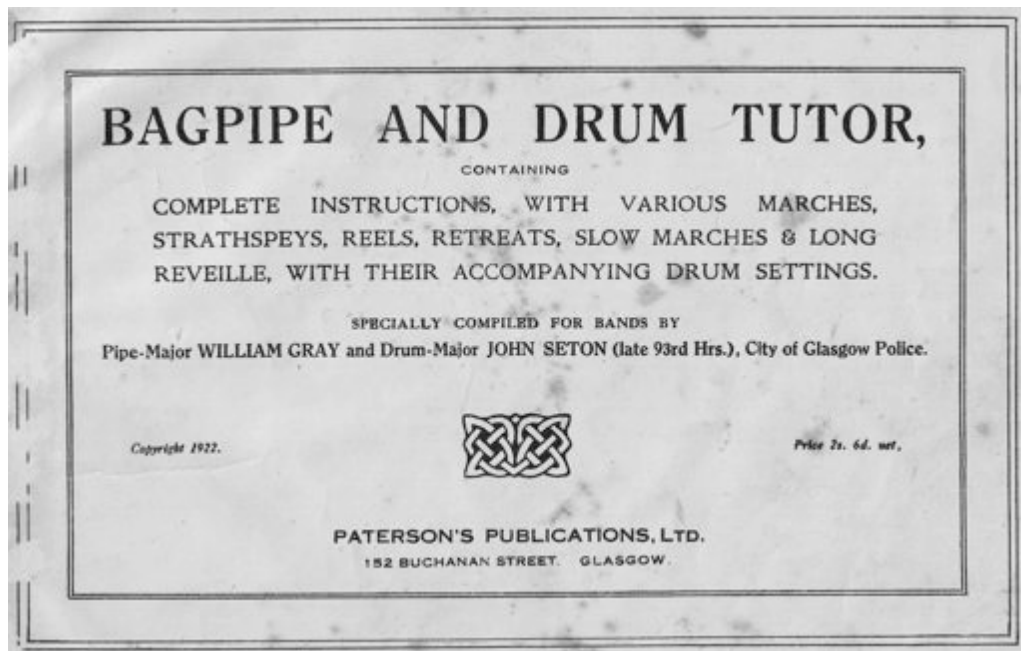 BAGPIPE AND DRUM TUTOR,
CONTAINING
COMPLETE INSTRUCTIONS, WITH VARIOUS MARCHES,
STRATHSPEYS, REELS, RETREATS, SLOW MARCHES & LONG
REVEILLE, WITH THEIR ACCOMPANYING DRUM SETTINGS.
SPECIALLY COMPILED FOR BANDS BY
Pipe-Major WILLIAM GRAY and Drum-Major JOHN SETON (late 93rd Hrs.), City of Glasgow Police.
Copyright 1922.
Price 2s. 6d. net.
PATERSON'S PUBLICATIONS, LTD.
152 BUCHANAN STREET. GLASGOW.